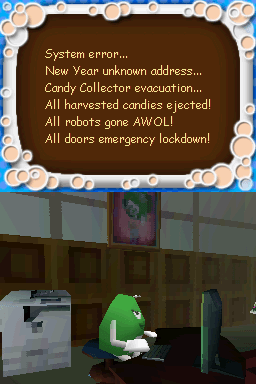 System error...
New Year unknown address...
Candy Collector evacuation...
All harvested candies ejected!
All robots gone AWOL!
All doors emergency lockdown!